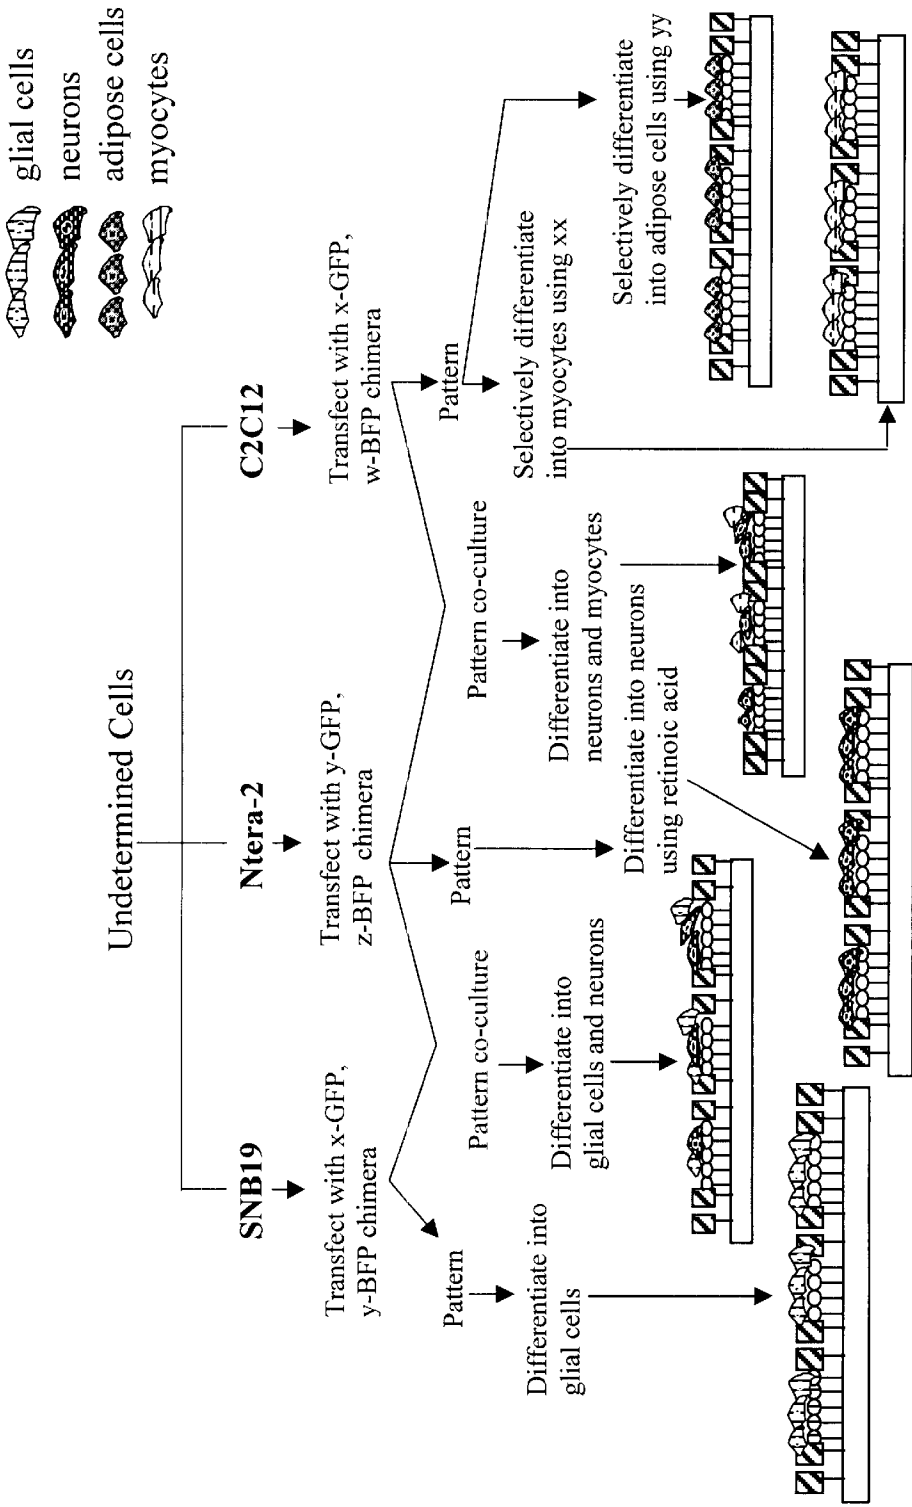 glial cells
neurons
adipose cells
myocytes
Undetermined Cells
SNB19
Ntera-2
C2C12
Transfect with x-GFP,
y-BFP chimera
Transfect with y-GFP,
z-BFP chimera
Transfect with x-GFP,
w-BFP chimera
Pattern
Pattern co-culture
Pattern
Pattern co-culture
Pattern
Differentiate into
glial cells
Differentiate into
glial cells and neurons
Differentiate into neurons
using retinoic acid
Differentiate into
neurons and myocytes
Selectively differentiate
into myocytes using xx
Selectively differentiate
into adipose cells using yy